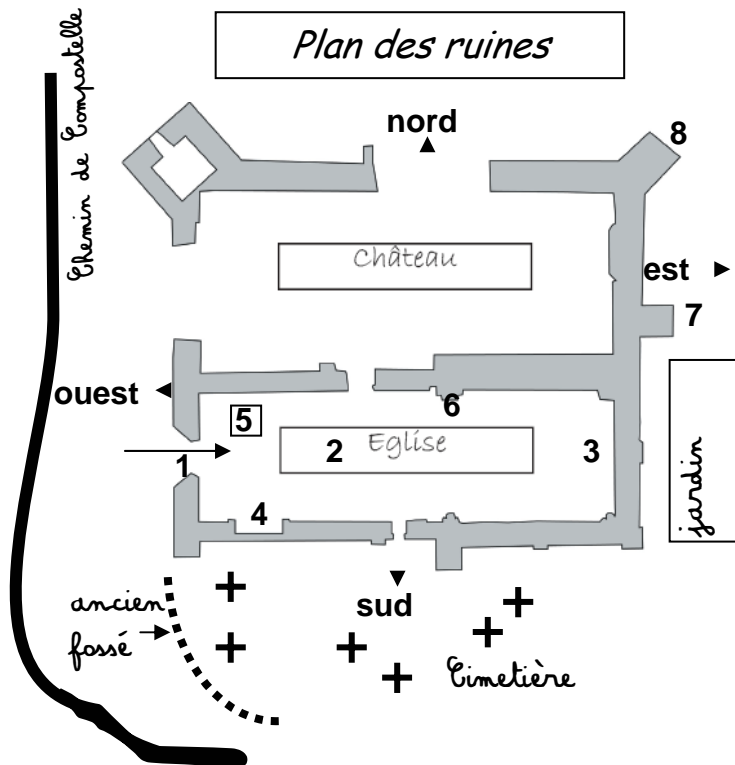 Plan des ruines
Chemin de Compostelle
nord
8
Château
est
7
ouest
6
5
2
Eglise
3
1
4
jardin
ancien
fossé
sud
Cimetière